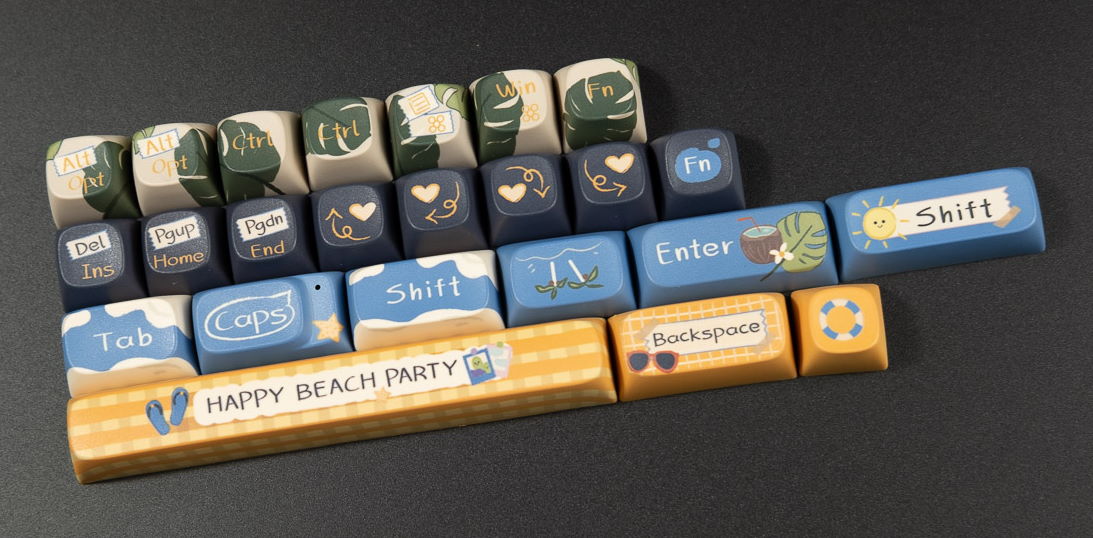 Alt
Opt
Alt
Opt
Ctrl
Ctrl
Win
Fn
Del
Ins
Pgup
Home
Pgdn
End
Fn
Tab
Caps
Shift
\
Enter
Shift
HAPPY BEACH PARTY
Backspace